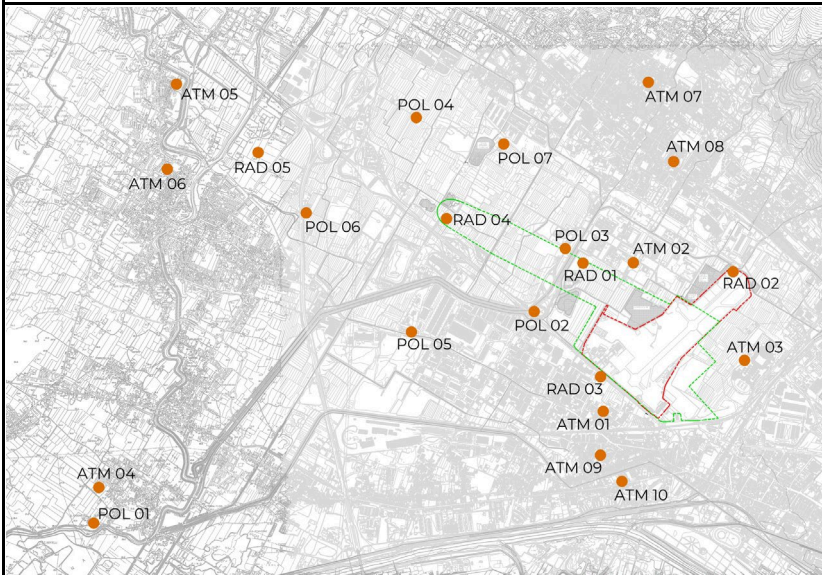 ATM 05
ATM 07
POL 04
ATM 08
POL 07
RAD 05
ATM 06
RAD 04
POL 06
POL 03
ATM 02
RAD 01
RAD 02
POL 02
POL 05
ATM 03
RAD 03
ATM 01
ATM 09
ATM 04
ATM 10
POL 01